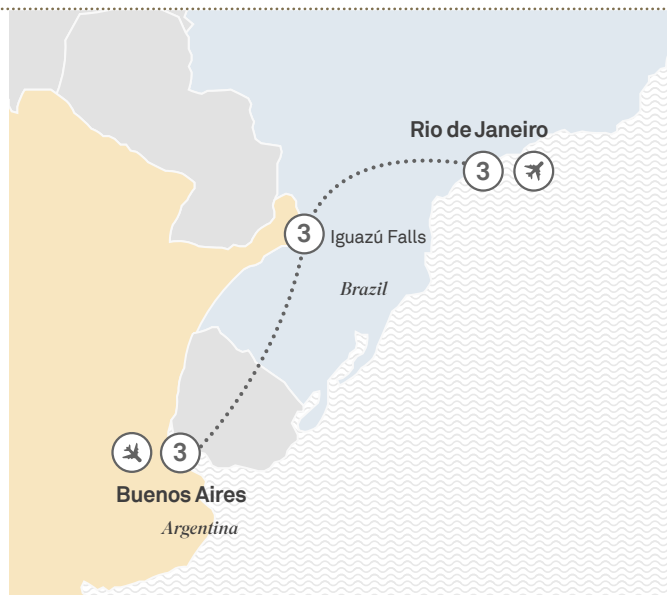 Rio de Janeiro
3
3
Iguazú Falls
Brazil
3
Buenos Aires
Argentina